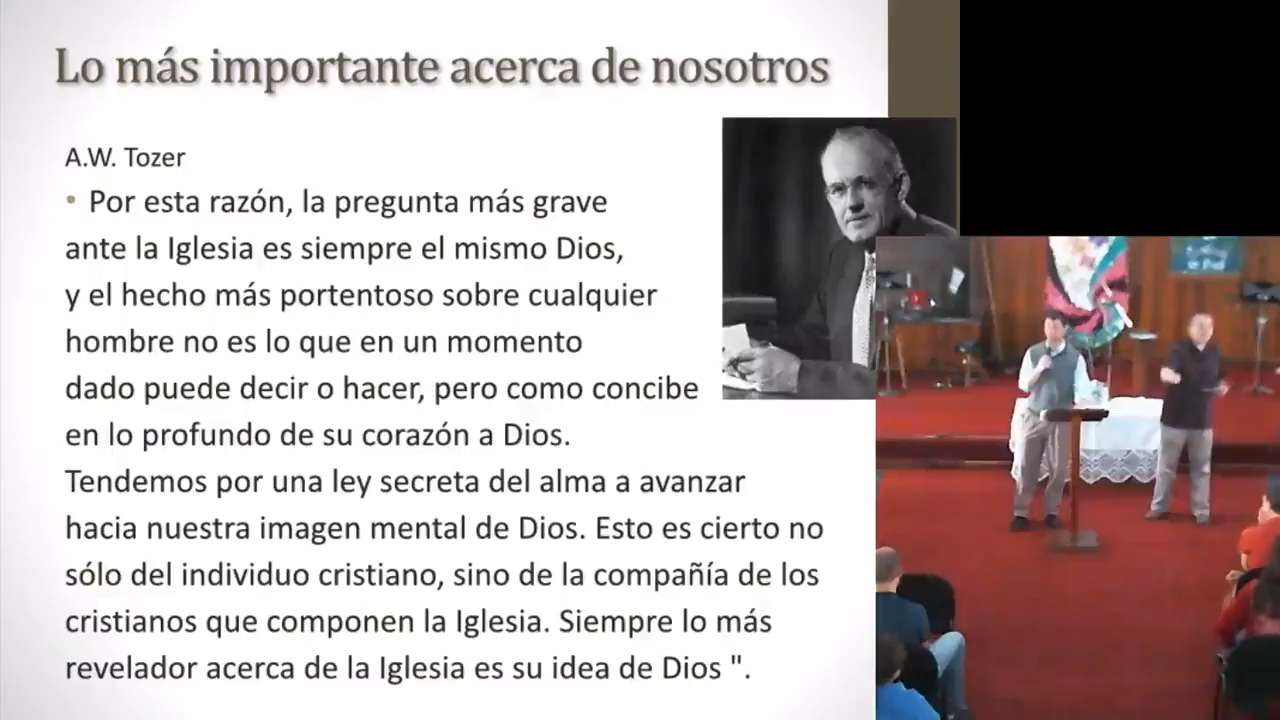 Lo más importante acerca de nosotros
A.W. Tozer
• Por esta razón, la pregunta más grave
ante la Iglesia es siempre el mismo Dios,
y el hecho más portentoso sobre cualquier
hombre no es lo que en un momento
dado puede decir o hacer, pero como concibe
en lo profundo de su corazón a Dios.
Tendemos por una ley secreta del alma a avanzar
hacia nuestra imagen mental de Dios. Esto es cierto no
sólo del individuo cristiano, sino de la compañía de los
cristianos que componen la Iglesia. Siempre lo más
revelador acerca de la Iglesia es su idea de Dios ".